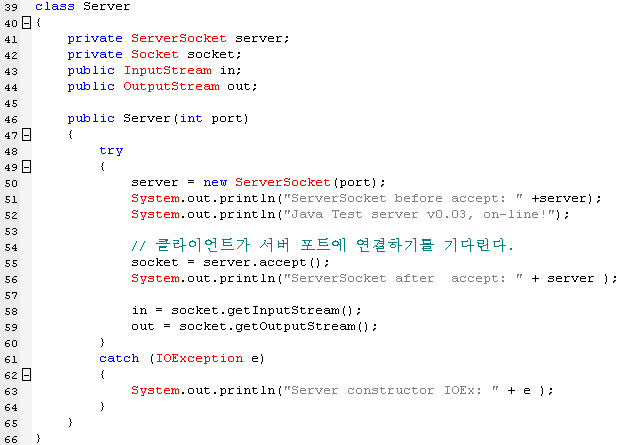 39 class Server
40 {
41     private ServerSocket server;
42     private Socket socket;
43     public InputStream in;
44     public OutputStream out;
45
46     public Server(int port)
47     {
48         try
49         {
50             server = new ServerSocket(port);
51             System.out.println("ServerSocket before accept: " +server);
52             System.out.println("Java Test server v0.03, on-line!");
53
54             // 클라이언트가 서버 포트에 연결하기를 기다린다.
55             socket = server.accept();
56             System.out.println("ServerSocket after  accept: " + server );
57
58             in = socket.getInputStream();
59             out = socket.getOutputStream();
60         }
61         catch (IOException e)
62         {
63             System.out.println("Server constructor IOEx: " + e );
64         }
65     }
66 }